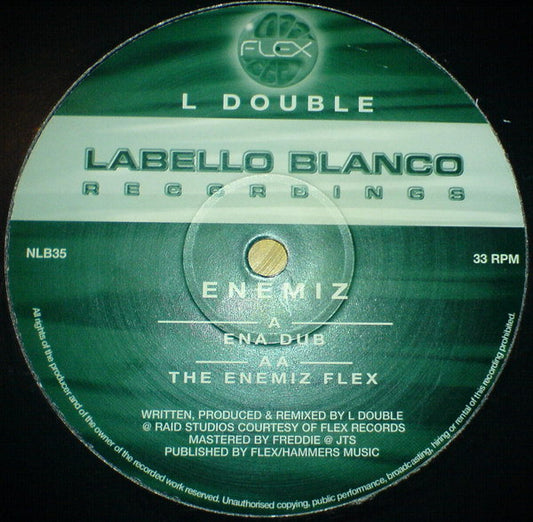 FLEX
L DOUBLE
LABELLO BLANCO
RECORDINGS
NLB35
33 RPM
ENEMIZ
A
ENA DUB
AA
THE ENEMIZ FLEX
WRITTEN, PRODUCED & REMIXED BY L DOUBLE
@ RAID STUDIOS COURTESY OF FLEX RECORDS
MASTERED BY FREDDIE @ JTS
PUBLISHED BY FLEX/HAMMERS MUSIC
All rights of the producer and of the owner of the recorded work reserved. Unauthorised copying, public performance, broadcasting, hiring or rental of this recording prohibited.